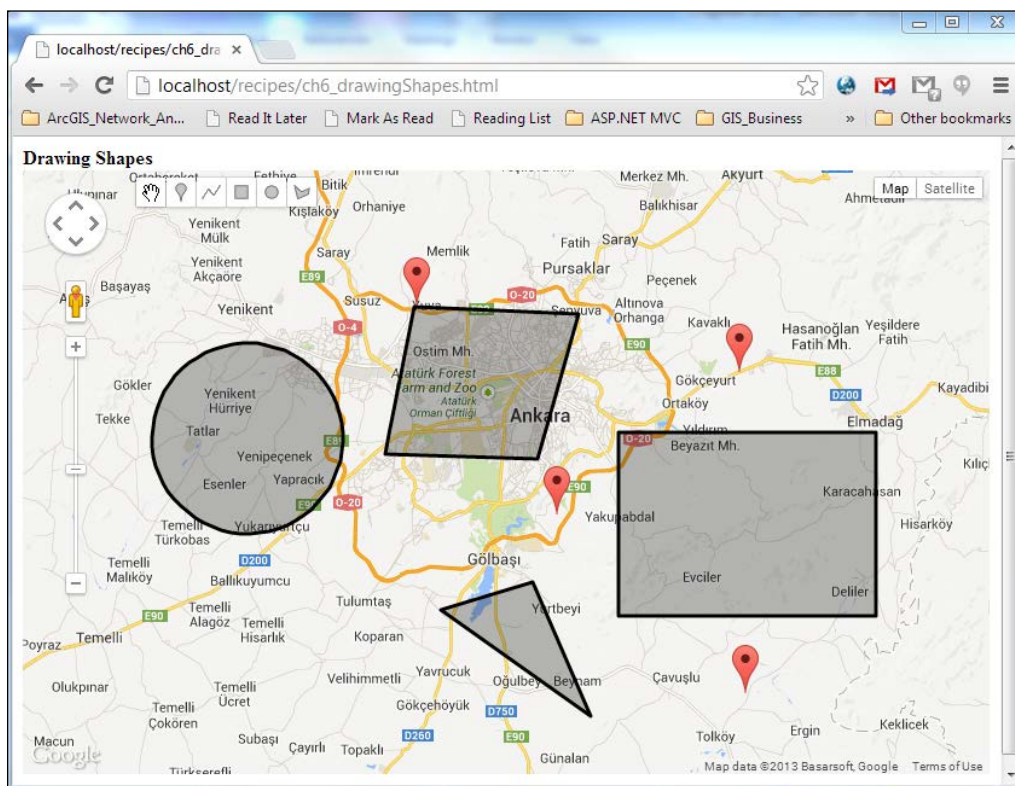 localhost/recipes/ch6_dra
localhost/recipes/ch6_drawingShapes.html
ArcGIS_Network_An...
Read It Later
Mark As Read
Reading List
ASP.NET MVC
GIS_Business
»
Other bookmarks
Drawing Shapes
Map
Satellite
Bitik
Merkez Mh.
Akyurt
Kışlaköy
Orhaniye
Balıkhisar
Yenikent
Mülk
Saray
Memlik
Fatih
Saray
Yenikent
Akçaöre
Pursaklar
E89
Peçenek
Başayaş
Susuz
O-20
Altınova
Orhanga
Yenikent
O-4
Kavaklı
Hasanoğlan
Fatih Mh.
Yeşildere
Fatih
E90
Ostim Mh.
Gökler
Atatürk Forest
Farm and Zoo
Atatürk
Orman Çiftliği
Gökçeyurt
E88
D200
Kayadibi
Yenikent
Hürriye
Ankara
Ortaköy
Tekke
Elmadağ
Tatlar
Yıldırım
Beyazıt Mh.
O-20
Yenipeçenek
Esenler
Yapracık
E90
Karacahasan
E90
O-20
Yakupabdal
Hisarköy
Temelli
Türkobas
Yukarıyurtçu
D200
Gölbaşı
Temelli
Malıköy
Ballıkuyumcu
Evciler
Deliler
E90
Temelli
Alagöz
Temelli
Hisarlık
Tulumtaş
Yurtbeyi
Poyraz
Temelli
Koparan
Olukpınar
Temelli
Ücret
Velihimmetli
Yavrucuk
Oğulbey
Beynam
Çavuşlu
Gökçehöyük
D750
Temelli
Çokören
Keklicek
Macun
Subaşı
Çayırlı
Topaklı
D260
E90
Günalan
Tolköy
Ergin
Google
Map data ©2013 Basarsoft, Google
Terms of Use